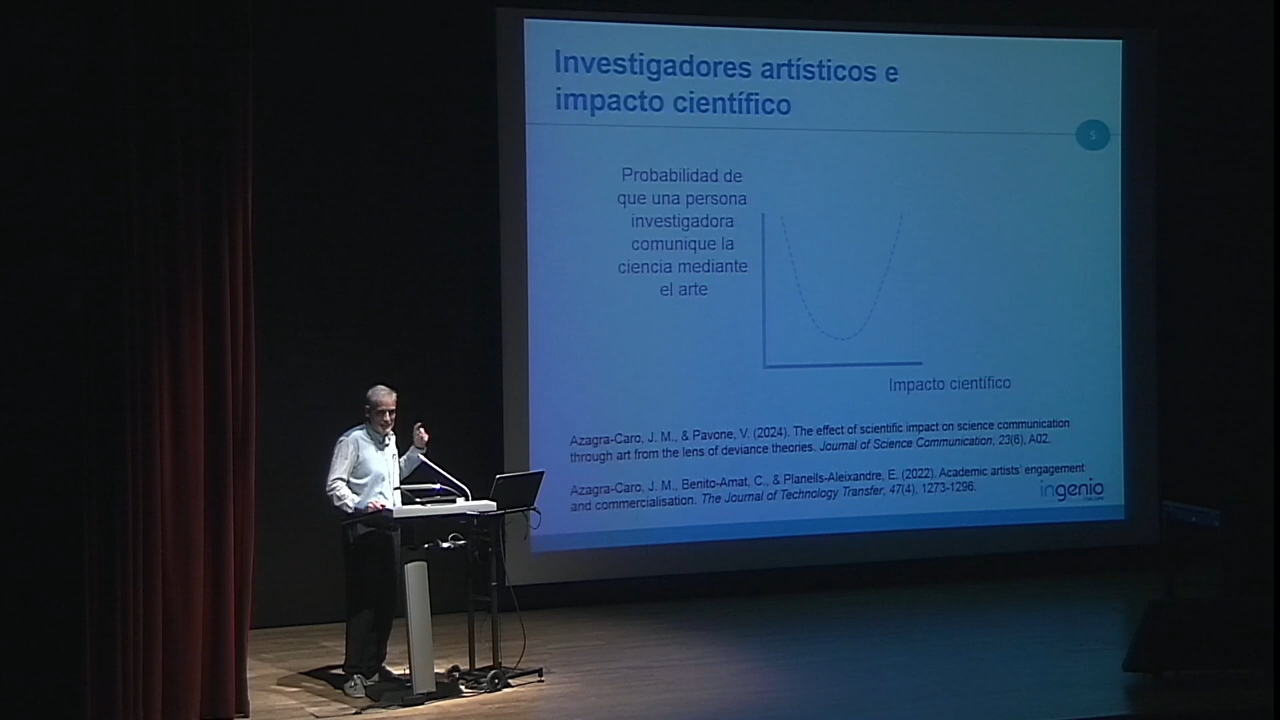 Investigadores artísticos e
impacto científico
5
Probabilidad de
que una persona
investigadora
comunique la
ciencia mediante
el arte
Impacto científico
Azagra-Caro, J. M., & Pavone, V. (2024). The effect of scientific impact on science communication
through art from the lens of deviance theories. Journal of Science Communication, 23(6), A02.
Azagra-Caro, J. M., Benito-Amat, C., & Planells-Aleixandre, E. (2022). Academic artists' engagement
and commercialisation. The Journal of Technology Transfer, 47(4), 1273-1296.
ingenio